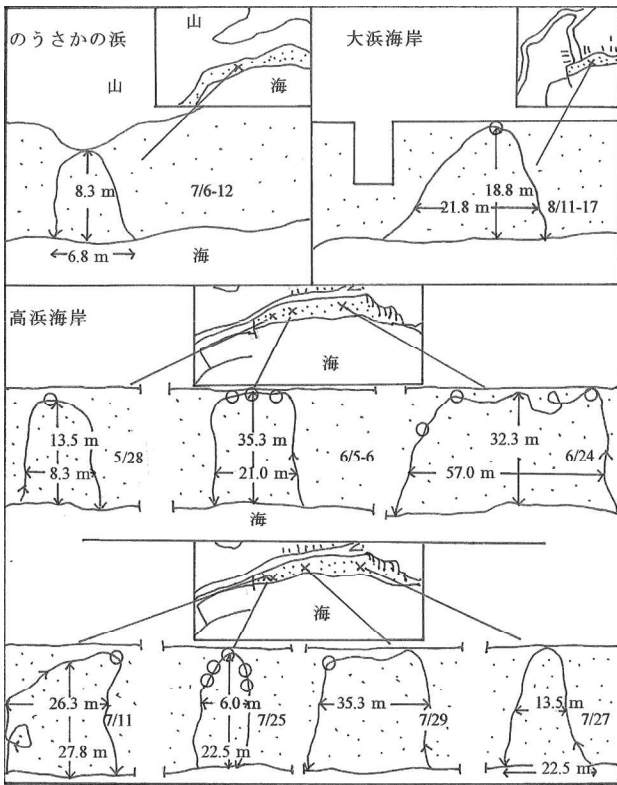 のうさかの浜
山
山
海
8.3 m
7/6-12
6.8 m
海
大浜海岸
18.8 m
21.8 m
8/11-17
高浜海岸
海
13.5 m
8.3 m
5/28
35.3 m
21.0 m
6/5-6
32.3 m
57.0 m
6/24
海
海
26.3 m
7/11
27.8 m
6.0 m
7/25
22.5 m
35.3 m
7/29
13.5 m
7/27
22.5 m